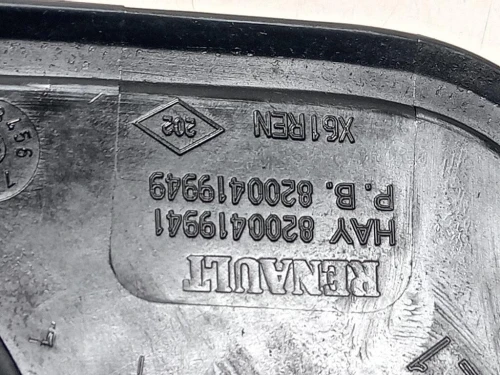 RENAULT
HAY 8200419941
P.B. 8200419949
202 X61REN